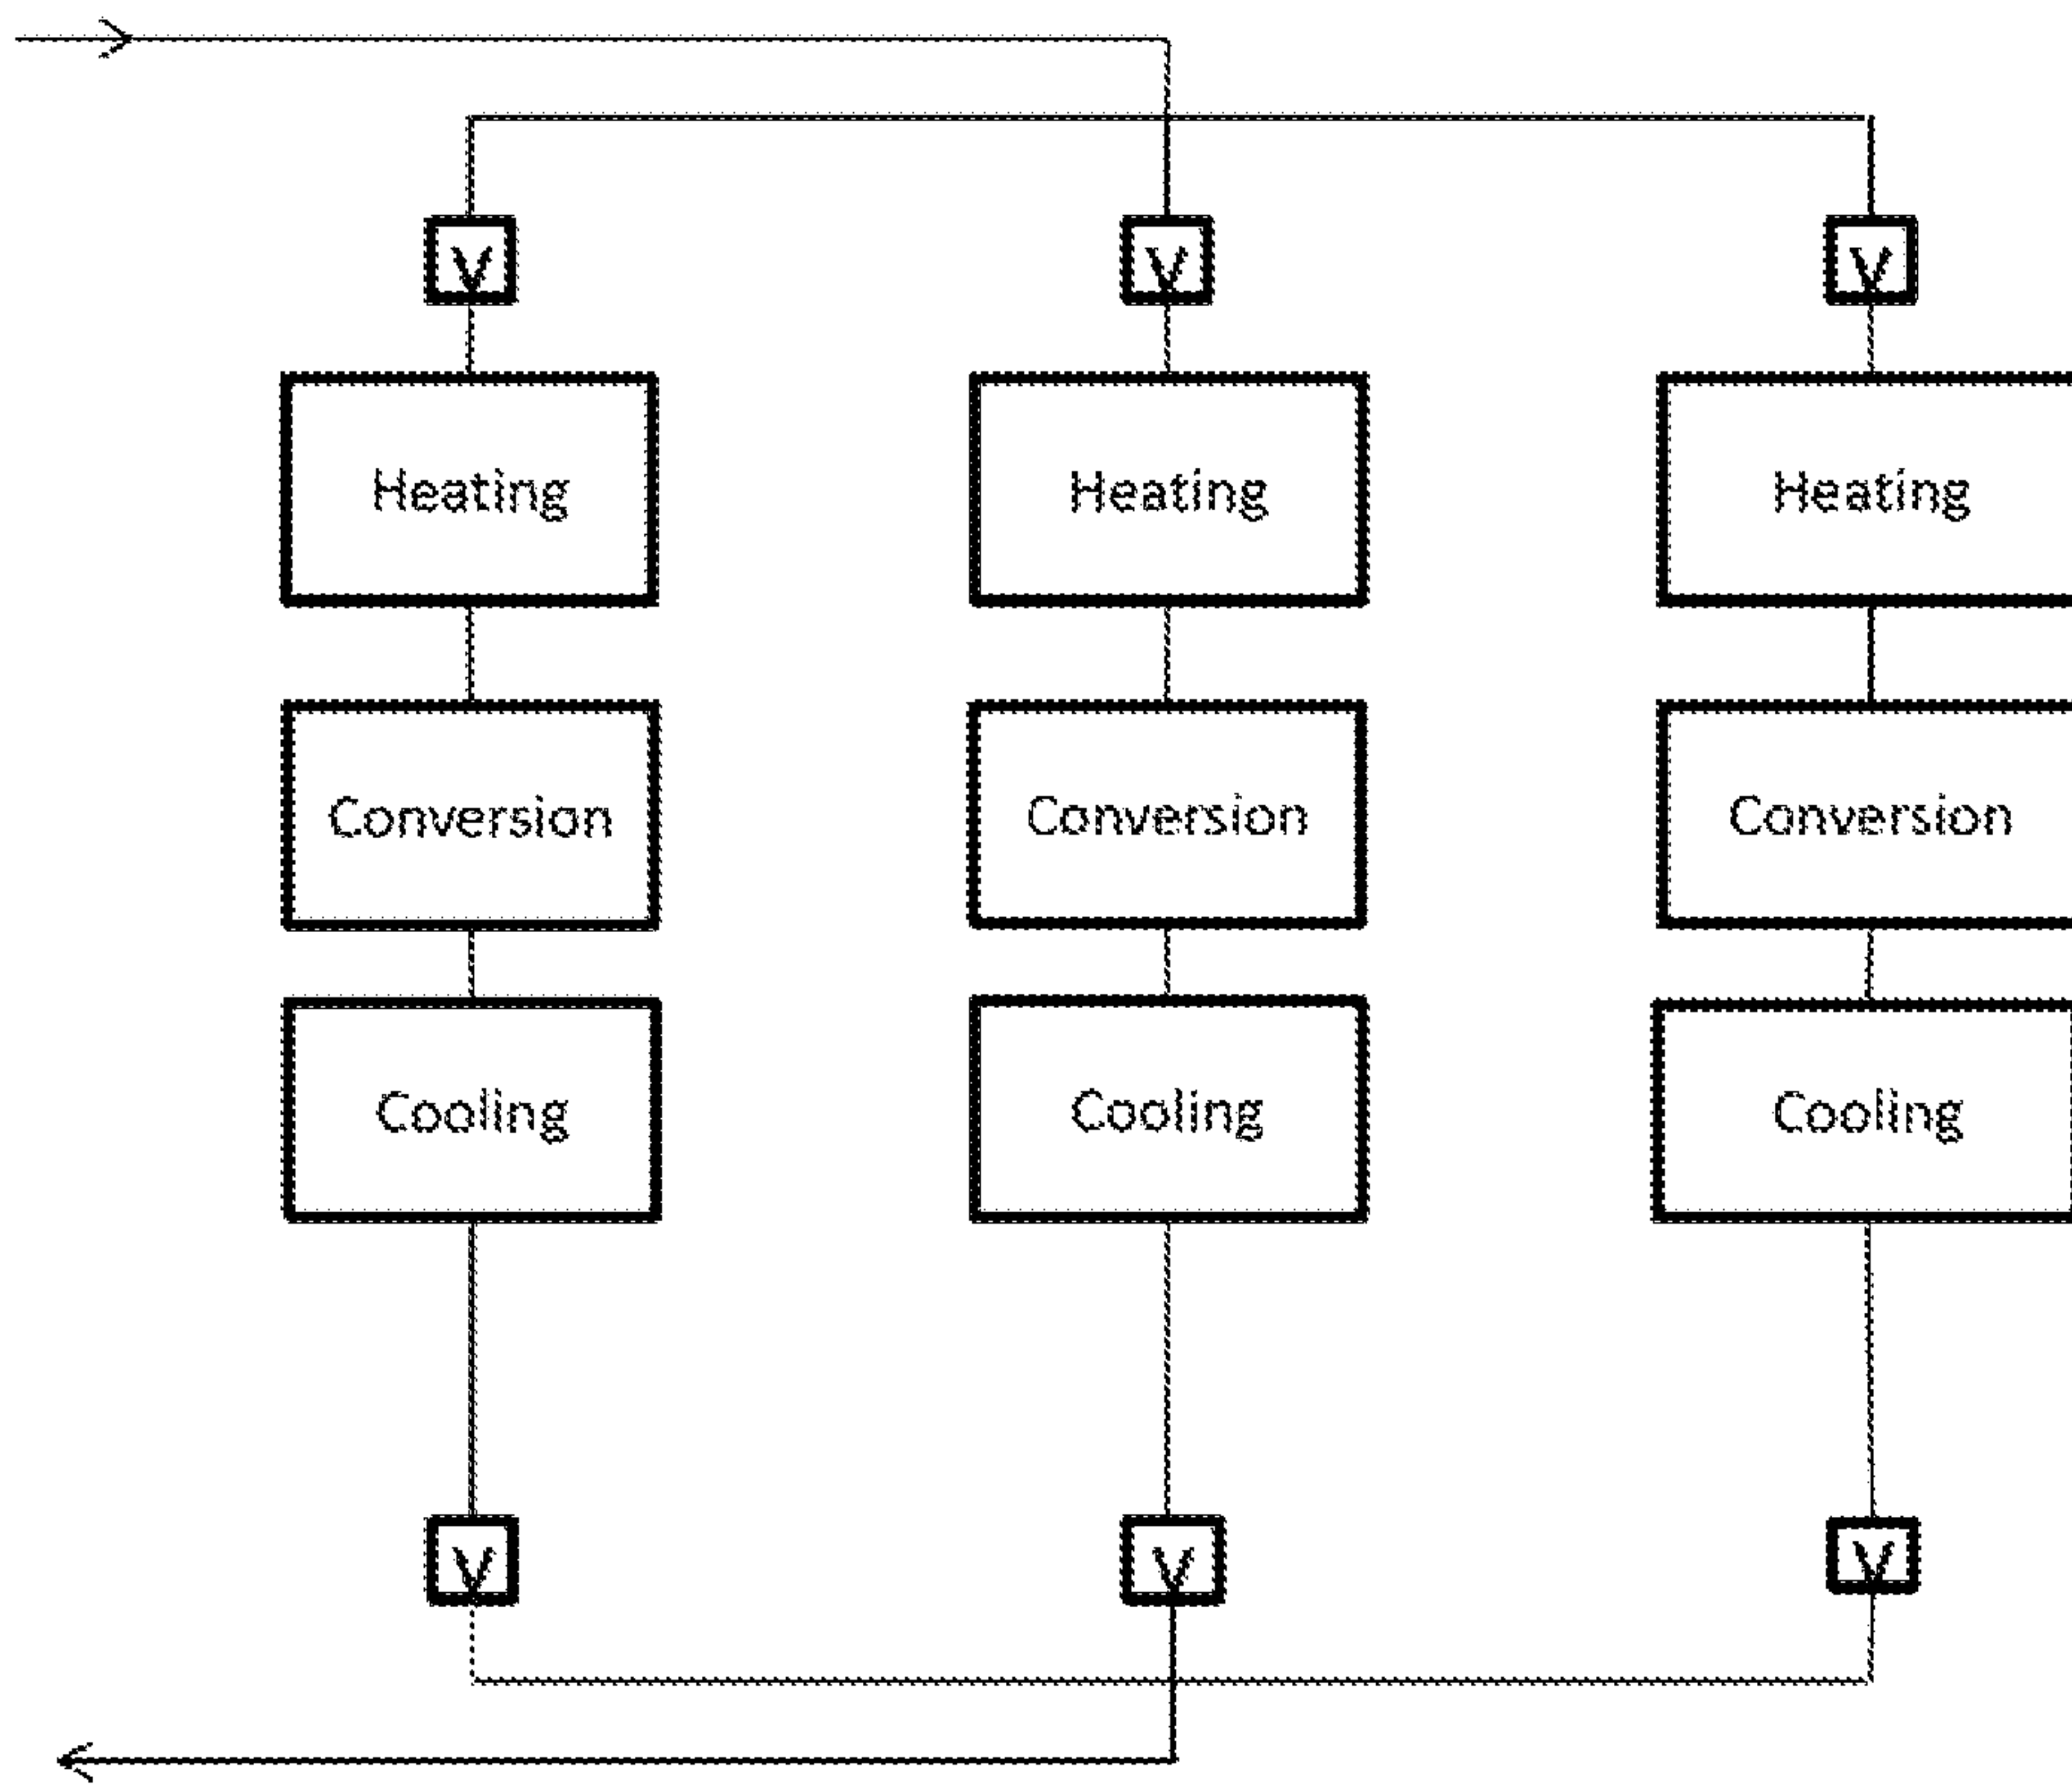 V V V
Heating Heating Heating
Conversion Conversion Conversion
Cooling Cooling Cooling
V V V